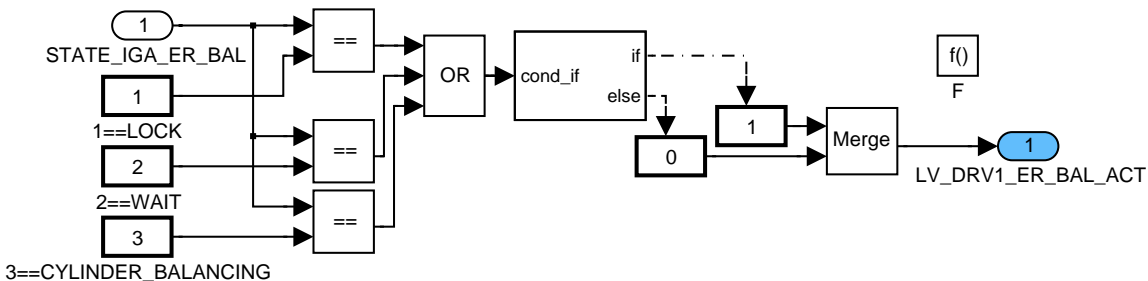 1
STATE_IGA_ER_BAL
==
1
1==LOCK
OR
cond_if
if
else
f()
F
2
2==WAIT
==
1
0
Merge
1
LV_DRV1_ER_BAL_ACT
3
3==CYLINDER_BALANCING
==